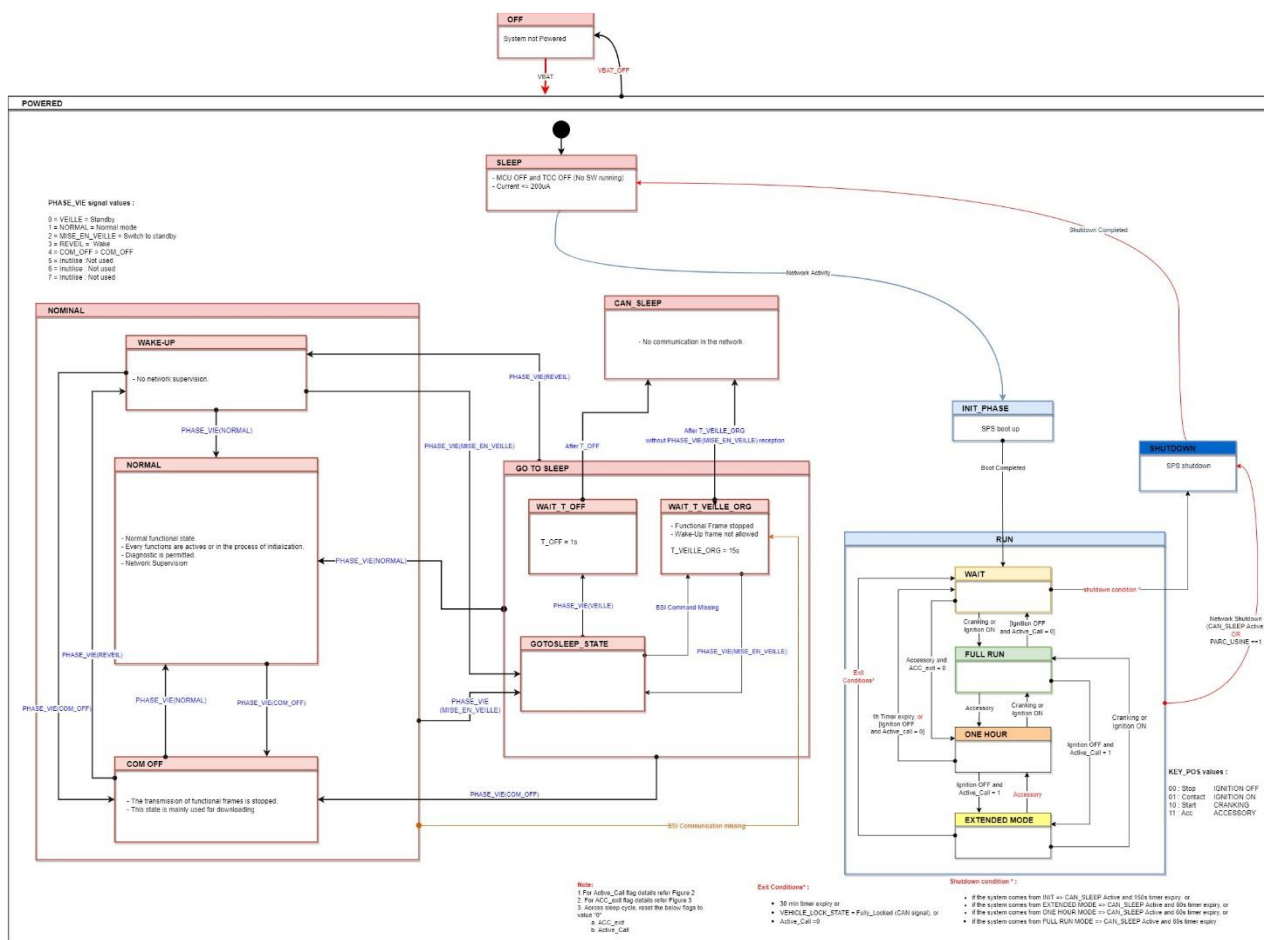 OFF
System not Powered
VBAT
VBAT_OFF
POWERED
SLEEP
- MCU OFF and TCC OFF (No SW running)
- Current <= 200uA
PHASE_VIE signal values :
0 = VEILLE = Standby
1 = NORMAL = Normal mode
2 = MISE_EN_VEILLE = Switch to standby
3 = REVEIL = Wake
4 = COM_OFF = COM_OFF
5 = Inutilise :Not used
6 = Inutilise : Not used
7 = Inutilise : Not used
Shutdown Completed
Network Activity
NOMINAL
CAN_SLEEP
- No communication in the network
WAKE-UP
- No network supervision.
PHASE_VIE(REVEIL)
PHASE_VIE(NORMAL)
PHASE_VIE(MISE_EN_VEILLE)
After T_OFF
After T_VEILLE_ORG
without PHASE_VIE(MISE_EN_VEILLE) reception
INIT_PHASE
SPS boot up
Boot Completed
SHUTDOWN
SPS shutdown
NORMAL
- Normal functional state.
- Every functions are actives or in the process of initialization.
- Diagnostic is permitted.
- Network Supervision
GO TO SLEEP
WAIT_T_OFF
T_OFF = 1s
WAIT_T_VEILLE_ORG
- Functional Frame stopped
- Wake-Up frame not allowed
T_VEILLE_ORG = 15s
PHASE_VIE(NORMAL)
PHASE_VIE(VEILLE)
BSI Command Missing
PHASE_VIE(MISE_EN_VEILLE)
GOTOSLEEP_STATE
PHASE_VIE(REVEIL)
PHASE_VIE(COM_OFF)
PHASE_VIE(NORMAL)
PHASE_VIE(COM_OFF)
PHASE_VIE
(MISE_EN_VEILLE)
COM OFF
- The transmission of functional frames is stopped.
- This state is mainly used for downloading
PHASE_VIE(COM_OFF)
BSI Communication missing
RUN
WAIT
shutdown condition *
Cranking or
Ignition ON
[Ignition OFF
and Active_Call = 0]
Network Shutdown
(CAN_SLEEP Active
OR
PARC_USINE ==1
FULL RUN
Accessory and
ACC_exit = 0
Exit
Conditions*
Accessory
Cranking or
Ignition ON
1h Timer expiry, or
[Ignition OFF
and Active_call = 0]
ONE HOUR
Ignition OFF and
Active_Call = 1
Cranking or
Ignition ON
Ignition OFF and
Active_Call = 1
Accessory
EXTENDED MODE
KEY_POS values :
00 : Stop IGNITION OFF
01 : Contact IGNITION ON
10 : Start CRANKING
11 : Acc ACCESSORY
Note:
1.For Active_Call flag details refer Figure 2
2. For ACC_exit flag details refer Figure 3
3. Across sleep cycle, reset the below flags to
value "0"
a. ACC_exit
b. Active_Call
Exit Conditions* :
• 30 min timer expiry or
• VEHICLE_LOCK_STATE = Fully_Locked (CAN signal), or
• Active_Call =0
Shutdown condition * :
• if the system comes from INIT => CAN_SLEEP Active and 150s timer expiry or
• if the system comes from EXTENDED MODE => CAN_SLEEP Active and 60s timer expiry, or
• if the system comes from ONE HOUR MODE => CAN_SLEEP Active and 60s timer expiry, or
• if the system comes from FULL RUN MODE => CAN_SLEEP Active and 60s timer expiry